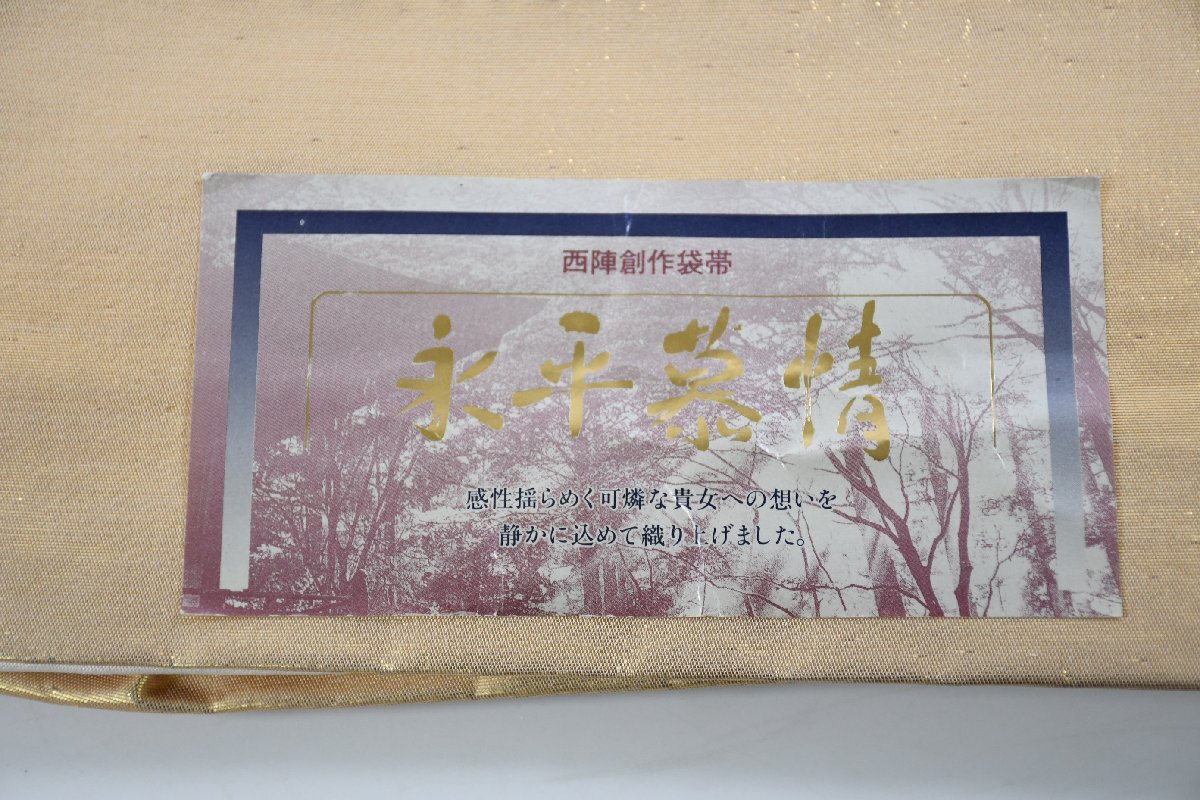 西陣創作袋帯
永平慕情
感性揺らめく可憐な貴女への想いを
静かに込めて織り上げました。